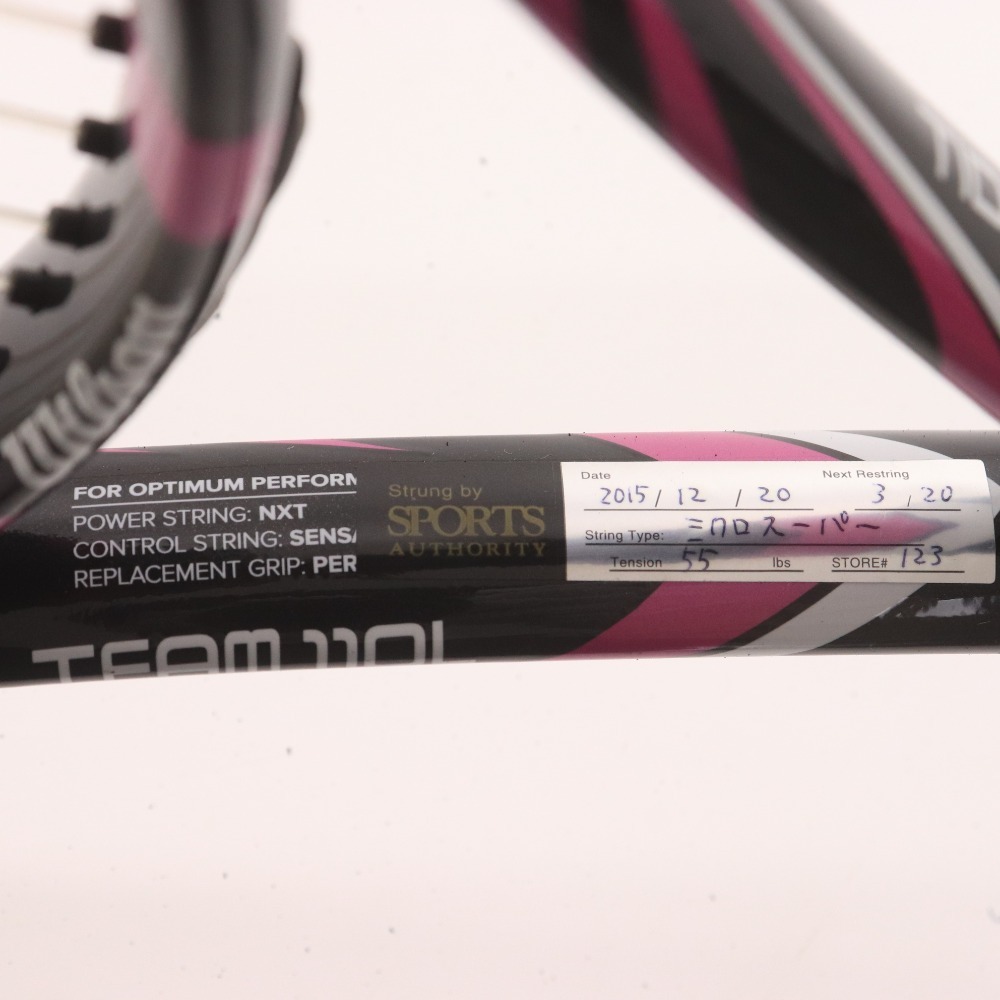 Wilson
FOR OPTIMUM PERFORM
POWER STRING: NXT
CONTROL STRING: SENSA
REPLACEMENT GRIP: PER
TEAM 110L
Strung by
SPORTS
AUTHORITY
Date Next Restring
2015/12/20 3,20
String Type: ミクロスーパー
Tension 55 lbs STORE# 123